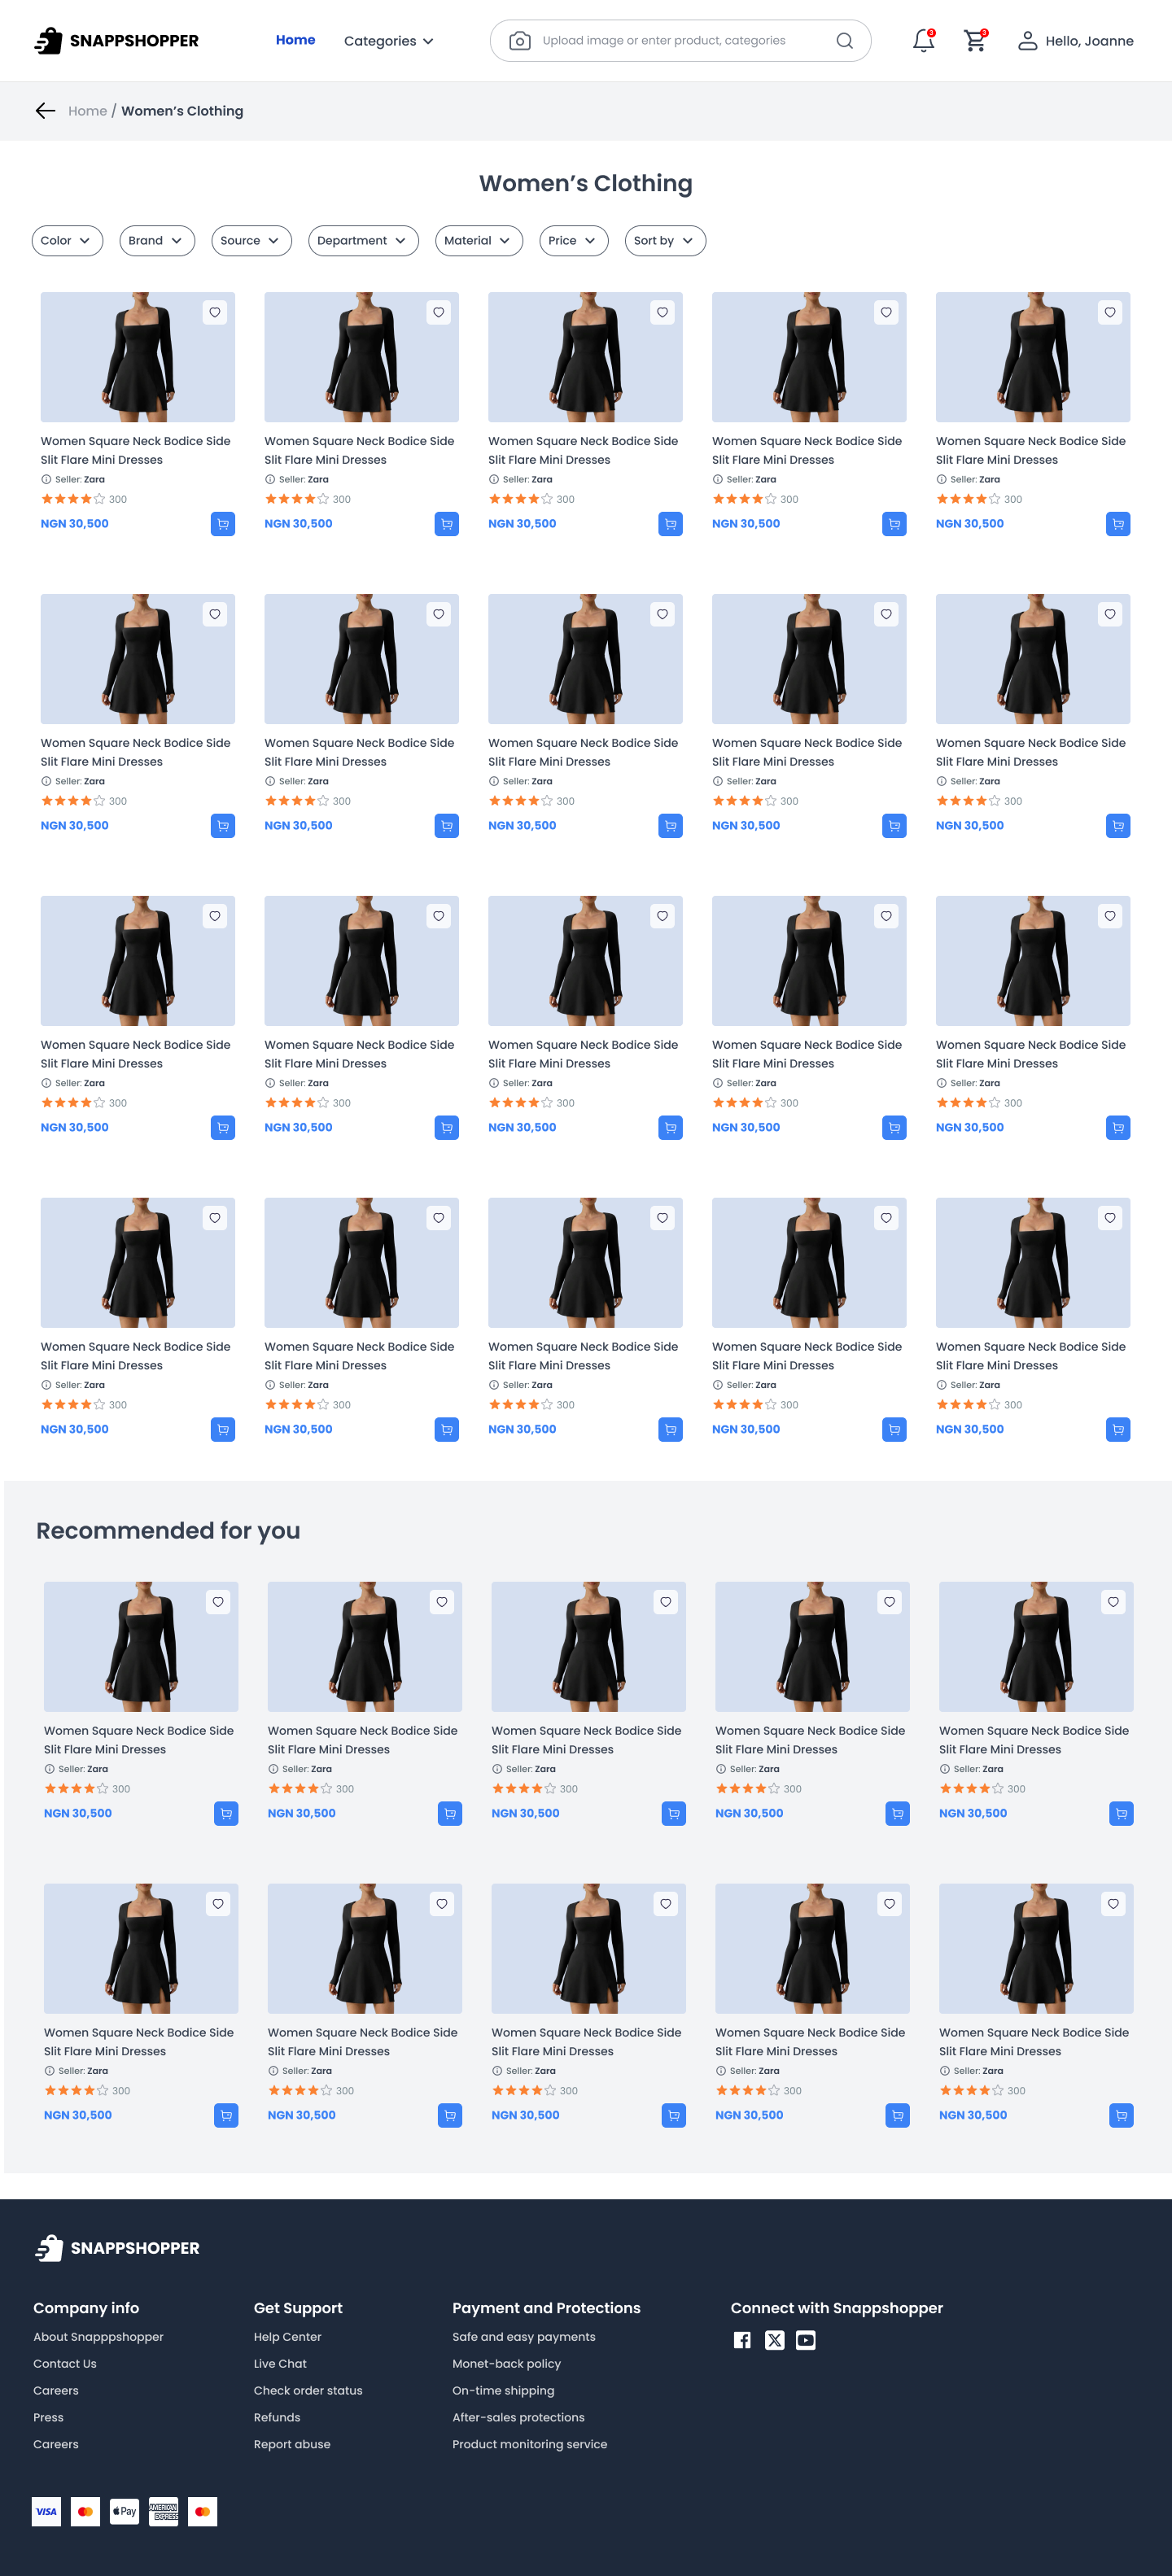 SNAPPSHOPPER Home Categories Upload image or enter product, categories 3 3 Hello, Joanne
Home / Women's Clothing
Women's Clothing
Color Brand Source Department Material Price Sort by
Women Square Neck Bodice Side Women Square Neck Bodice Side Women Square Neck Bodice Side Women Square Neck Bodice Side Women Square Neck Bodice Side
Slit Flare Mini Dresses Slit Flare Mini Dresses Slit Flare Mini Dresses Slit Flare Mini Dresses Slit Flare Mini Dresses
Seller: Zara Seller: Zara Seller: Zara Seller: Zara Seller: Zara
300 300 300 300 300
NGN 30,500 NGN 30,500 NGN 30,500 NGN 30,500 NGN 30,500
Women Square Neck Bodice Side Women Square Neck Bodice Side Women Square Neck Bodice Side Women Square Neck Bodice Side Women Square Neck Bodice Side
Slit Flare Mini Dresses Slit Flare Mini Dresses Slit Flare Mini Dresses Slit Flare Mini Dresses Slit Flare Mini Dresses
Seller: Zara Seller: Zara Seller: Zara Seller: Zara Seller: Zara
300 300 300 300 300
NGN 30,500 NGN 30,500 NGN 30,500 NGN 30,500 NGN 30,500
Women Square Neck Bodice Side Women Square Neck Bodice Side Women Square Neck Bodice Side Women Square Neck Bodice Side Women Square Neck Bodice Side
Slit Flare Mini Dresses Slit Flare Mini Dresses Slit Flare Mini Dresses Slit Flare Mini Dresses Slit Flare Mini Dresses
Seller: Zara Seller: Zara Seller: Zara Seller: Zara Seller: Zara
300 300 300 300 300
NGN 30,500 NGN 30,500 NGN 30,500 NGN 30,500 NGN 30,500
Women Square Neck Bodice Side Women Square Neck Bodice Side Women Square Neck Bodice Side Women Square Neck Bodice Side Women Square Neck Bodice Side
Slit Flare Mini Dresses Slit Flare Mini Dresses Slit Flare Mini Dresses Slit Flare Mini Dresses Slit Flare Mini Dresses
Seller: Zara Seller: Zara Seller: Zara Seller: Zara Seller: Zara
300 300 300 300 300
NGN 30,500 NGN 30,500 NGN 30,500 NGN 30,500 NGN 30,500
Recommended for you
Women Square Neck Bodice Side Women Square Neck Bodice Side Women Square Neck Bodice Side Women Square Neck Bodice Side Women Square Neck Bodice Side
Slit Flare Mini Dresses Slit Flare Mini Dresses Slit Flare Mini Dresses Slit Flare Mini Dresses Slit Flare Mini Dresses
Seller: Zara Seller: Zara Seller: Zara Seller: Zara Seller: Zara
300 300 300 300 300
NGN 30,500 NGN 30,500 NGN 30,500 NGN 30,500 NGN 30,500
Women Square Neck Bodice Side Women Square Neck Bodice Side Women Square Neck Bodice Side Women Square Neck Bodice Side Women Square Neck Bodice Side
Slit Flare Mini Dresses Slit Flare Mini Dresses Slit Flare Mini Dresses Slit Flare Mini Dresses Slit Flare Mini Dresses
Seller: Zara Seller: Zara Seller: Zara Seller: Zara Seller: Zara
300 300 300 300 300
NGN 30,500 NGN 30,500 NGN 30,500 NGN 30,500 NGN 30,500
SNAPPSHOPPER
Company info
About Snapppshopper
Contact Us
Careers
Press
Careers
Get Support
Help Center
Live Chat
Check order status
Refunds
Report abuse
Payment and Protections
Safe and easy payments
Monet-back policy
On-time shipping
After-sales protections
Product monitoring service
Connect with Snappshopper
VISA Pay AMERICAN EXPRESS